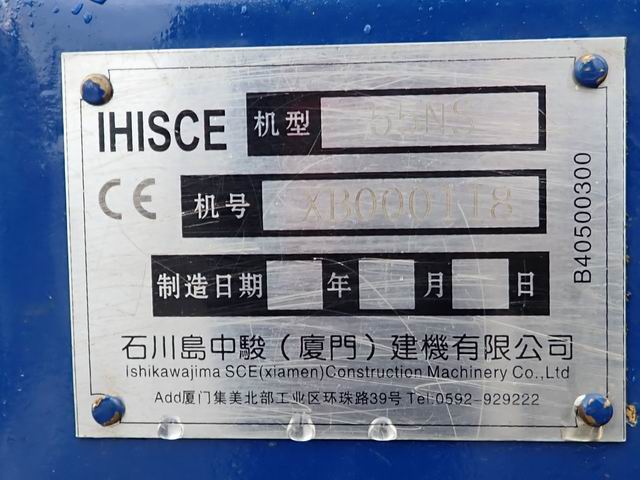 IHISCE 机型 55NS
CE 机号 XB000118
制造日期 年 月 日
B40500300
石川島中駿(廈門)建機有限公司
Ishikawajima SCE(xiamen)Construction Machinery Co.,Ltd
Add厦门集美北部工业区环珠路39号 Tel:0592-929222